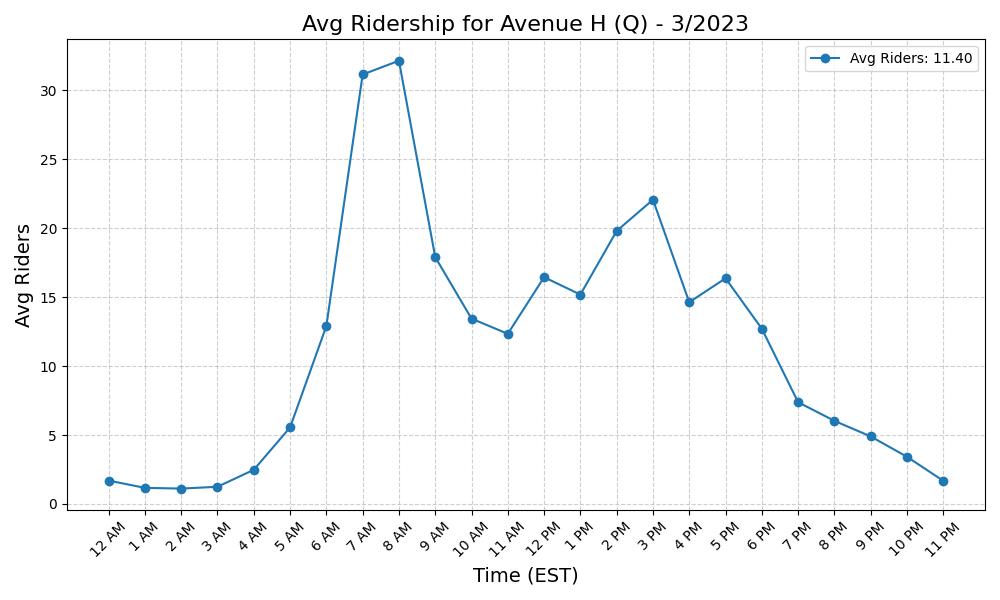 Avg Ridership for Avenue H (Q) - 3/2023
Avg Riders: 11.40
Avg Riders
30
25
20
15
10
5
0
12 AM
1 AM
2 AM
3 AM
4 AM
5 AM
6 AM
7 AM
8 AM
9 AM
10 AM
11 AM
12 PM
1 PM
2 PM
3 PM
4 PM
5 PM
6 PM
7 PM
8 PM
9 PM
10 PM
11 PM
Time (EST)